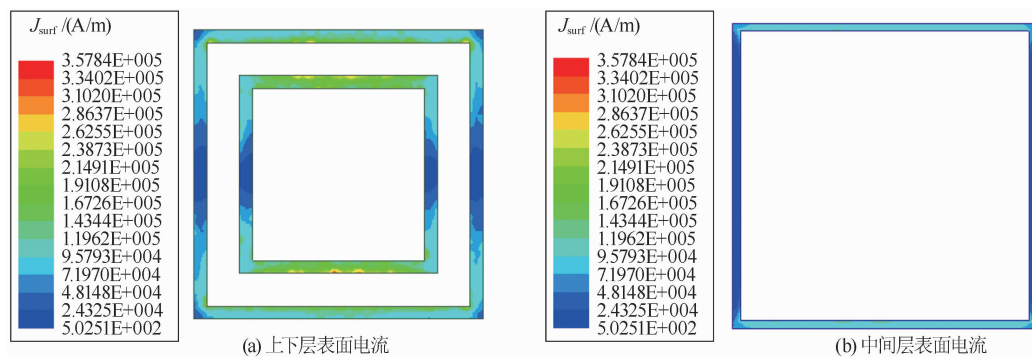 J_surf /(A/m)
3.5784E+005
3.3402E+005
3.1020E+005
2.8637E+005
2.6255E+005
2.3873E+005
2.1491E+005
1.9108E+005
1.6726E+005
1.4344E+005
1.1962E+005
9.5793E+004
7.1970E+004
4.8148E+004
2.4325E+004
5.0251E+002
(a) 上下层表面电流
J_surf /(A/m)
3.5784E+005
3.3402E+005
3.1020E+005
2.8637E+005
2.6255E+005
2.3873E+005
2.1491E+005
1.9108E+005
1.6726E+005
1.4344E+005
1.1962E+005
9.5793E+004
7.1970E+004
4.8148E+004
2.4325E+004
5.0251E+002
(b) 中间层表面电流